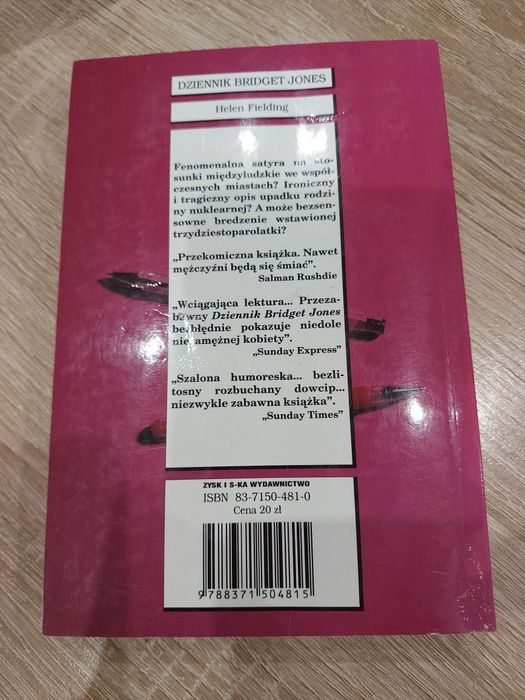 DZIENNIK BRIDGET JONES
Helen Fielding
Fenomenalna satyra na sto-
sunki międzyludzkie we współ-
czesnych miastach? Ironiczny
i tragiczny opis upadku rodzi-
ny nuklearnej? A może bezsen-
sowne bredzenie wstawionej
trzydziestoparolatki?
„Przekomiczna książka. Nawet
mężczyźni będą się śmiać”.
Salman Rushdie
„Wciągająca lektura... Przeza-
bawny Dziennik Bridget Jones
bezbłędnie pokazuje niedole
niezamężnej kobiety”.
„Sunday Express”
„Szalona humoreska... bezli-
tosny rozbuchany dowcip...
niezwykle zabawna książka”.
„Sunday Times”
ZYSK I S-KA WYDAWNICTWO
ISBN 83-7150-481-0
Cena 20 zł
9 788371 504815